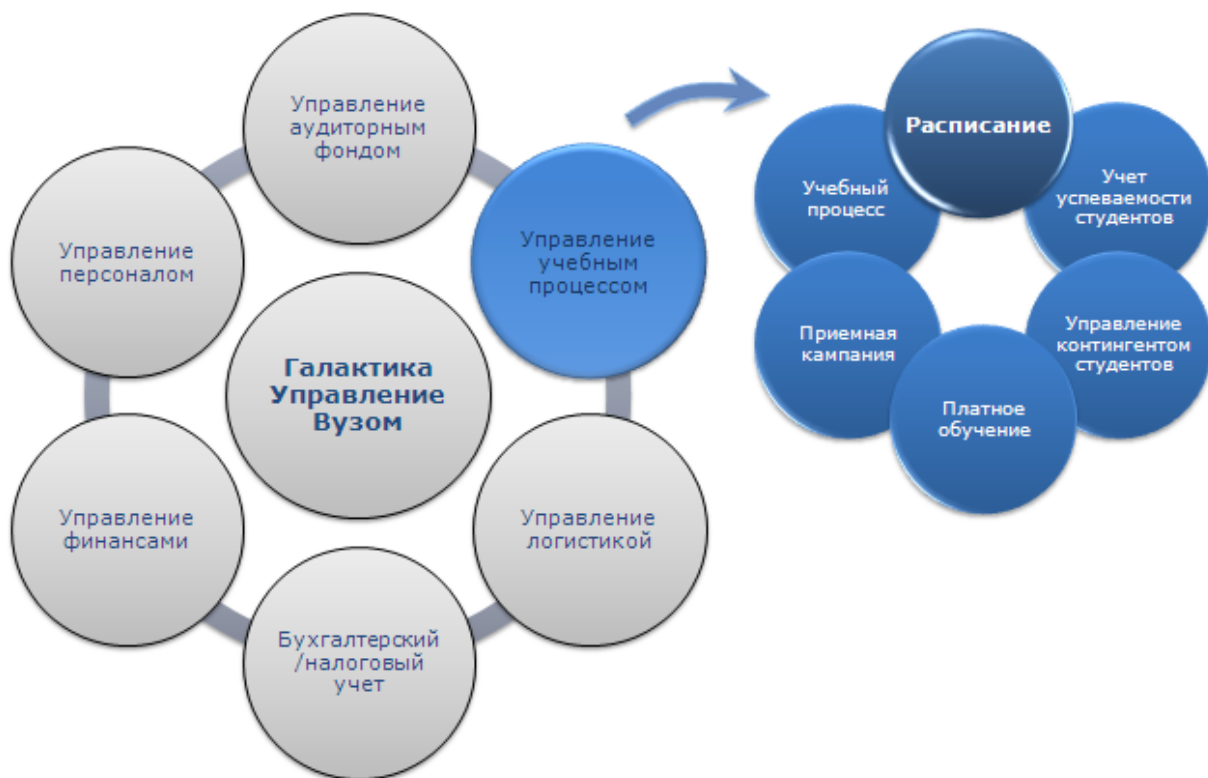 Управление
аудиторным
фондом
Управление
персоналом
Управление
учебным
процессом
Галактика
Управление
Вузом
Управление
финансами
Управление
логистикой
Бухгалтерский
/налоговый
учет
Расписание
Учебный
процесс
Учет
успеваемости
студентов
Приемная
кампания
Управление
контингентом
студентов
Платное
обучение